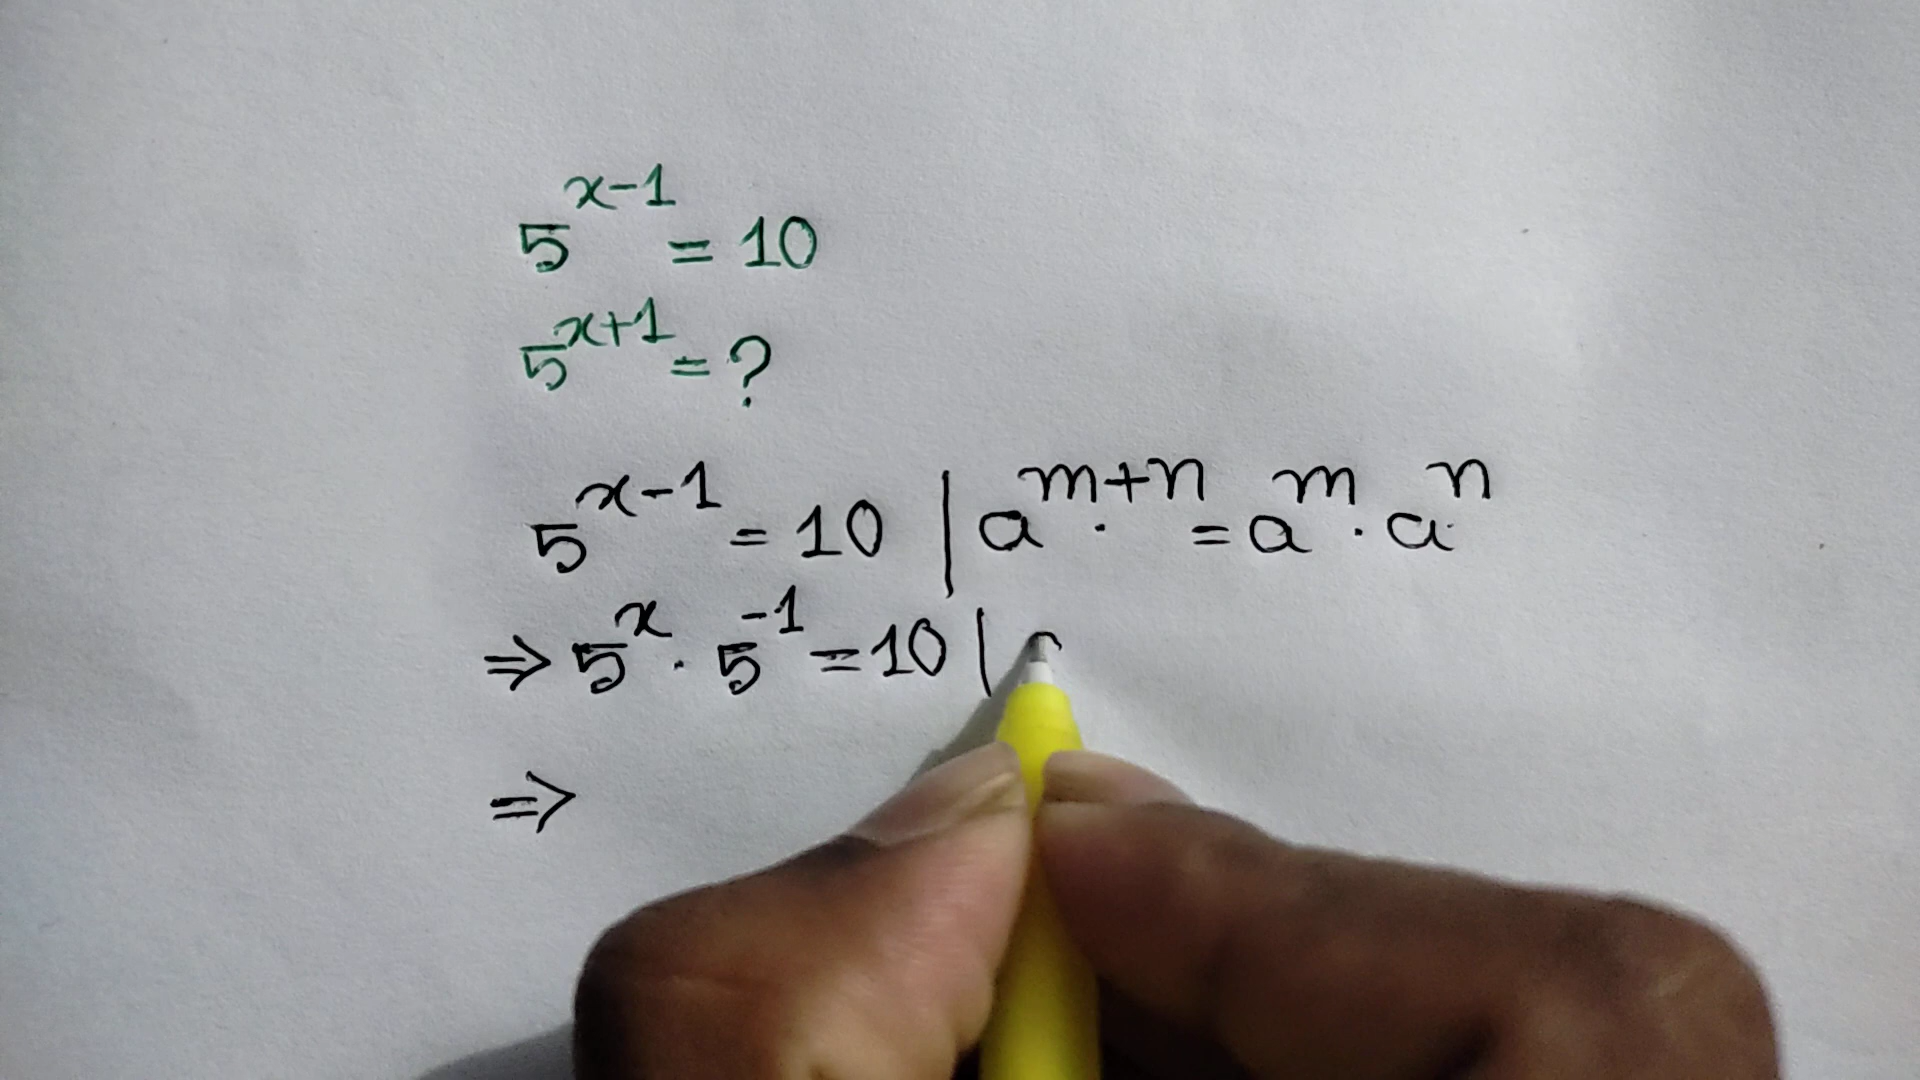 5^{x-1} = 10
5^{x+1} = ?
5^{x-1} = 10 | a^{m+n} = a^m · a^n
⇒ 5^x · 5^{-1} = 10 |
⇒